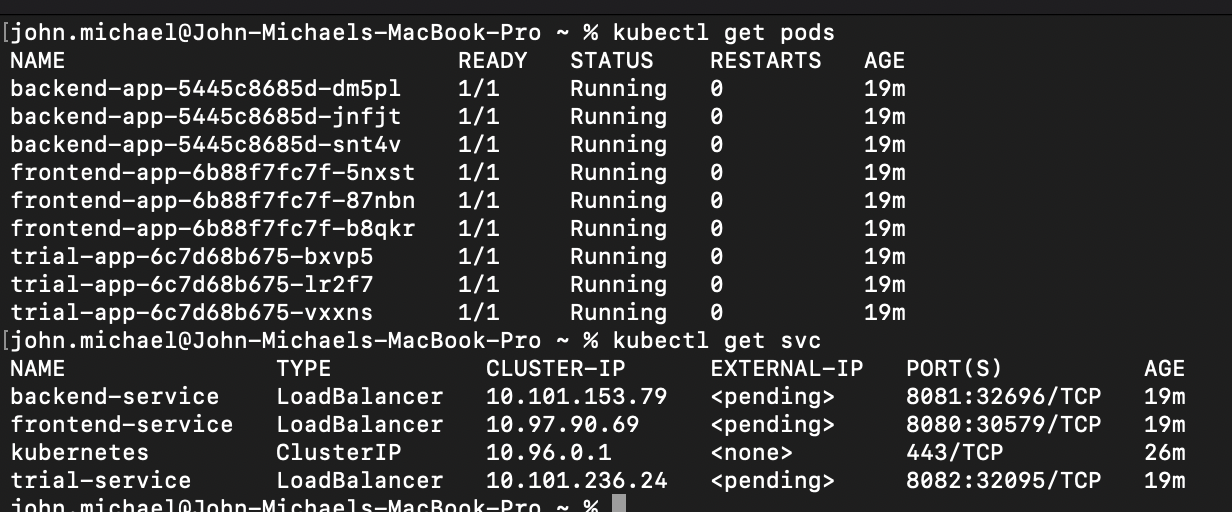 [john.michael@John-Michaels-MacBook-Pro ~ % kubectl get pods
NAME READY STATUS RESTARTS AGE
backend-app-5445c8685d-dm5pl 1/1 Running 0 19m
backend-app-5445c8685d-jnfjt 1/1 Running 0 19m
backend-app-5445c8685d-snt4v 1/1 Running 0 19m
frontend-app-6b88f7fc7f-5nxst 1/1 Running 0 19m
frontend-app-6b88f7fc7f-87nbn 1/1 Running 0 19m
frontend-app-6b88f7fc7f-b8qkr 1/1 Running 0 19m
trial-app-6c7d68b675-bxvp5 1/1 Running 0 19m
trial-app-6c7d68b675-lr2f7 1/1 Running 0 19m
trial-app-6c7d68b675-vxxns 1/1 Running 0 19m
[john.michael@John-Michaels-MacBook-Pro ~ % kubectl get svc
NAME TYPE CLUSTER-IP EXTERNAL-IP PORT(S) AGE
backend-service LoadBalancer 10.101.153.79 <pending> 8081:32696/TCP 19m
frontend-service LoadBalancer 10.97.90.69 <pending> 8080:30579/TCP 19m
kubernetes ClusterIP 10.96.0.1 <none> 443/TCP 26m
trial-service LoadBalancer 10.101.236.24 <pending> 8082:32095/TCP 19m
john.michael@John-Michaels-MacBook-Pro ~ %